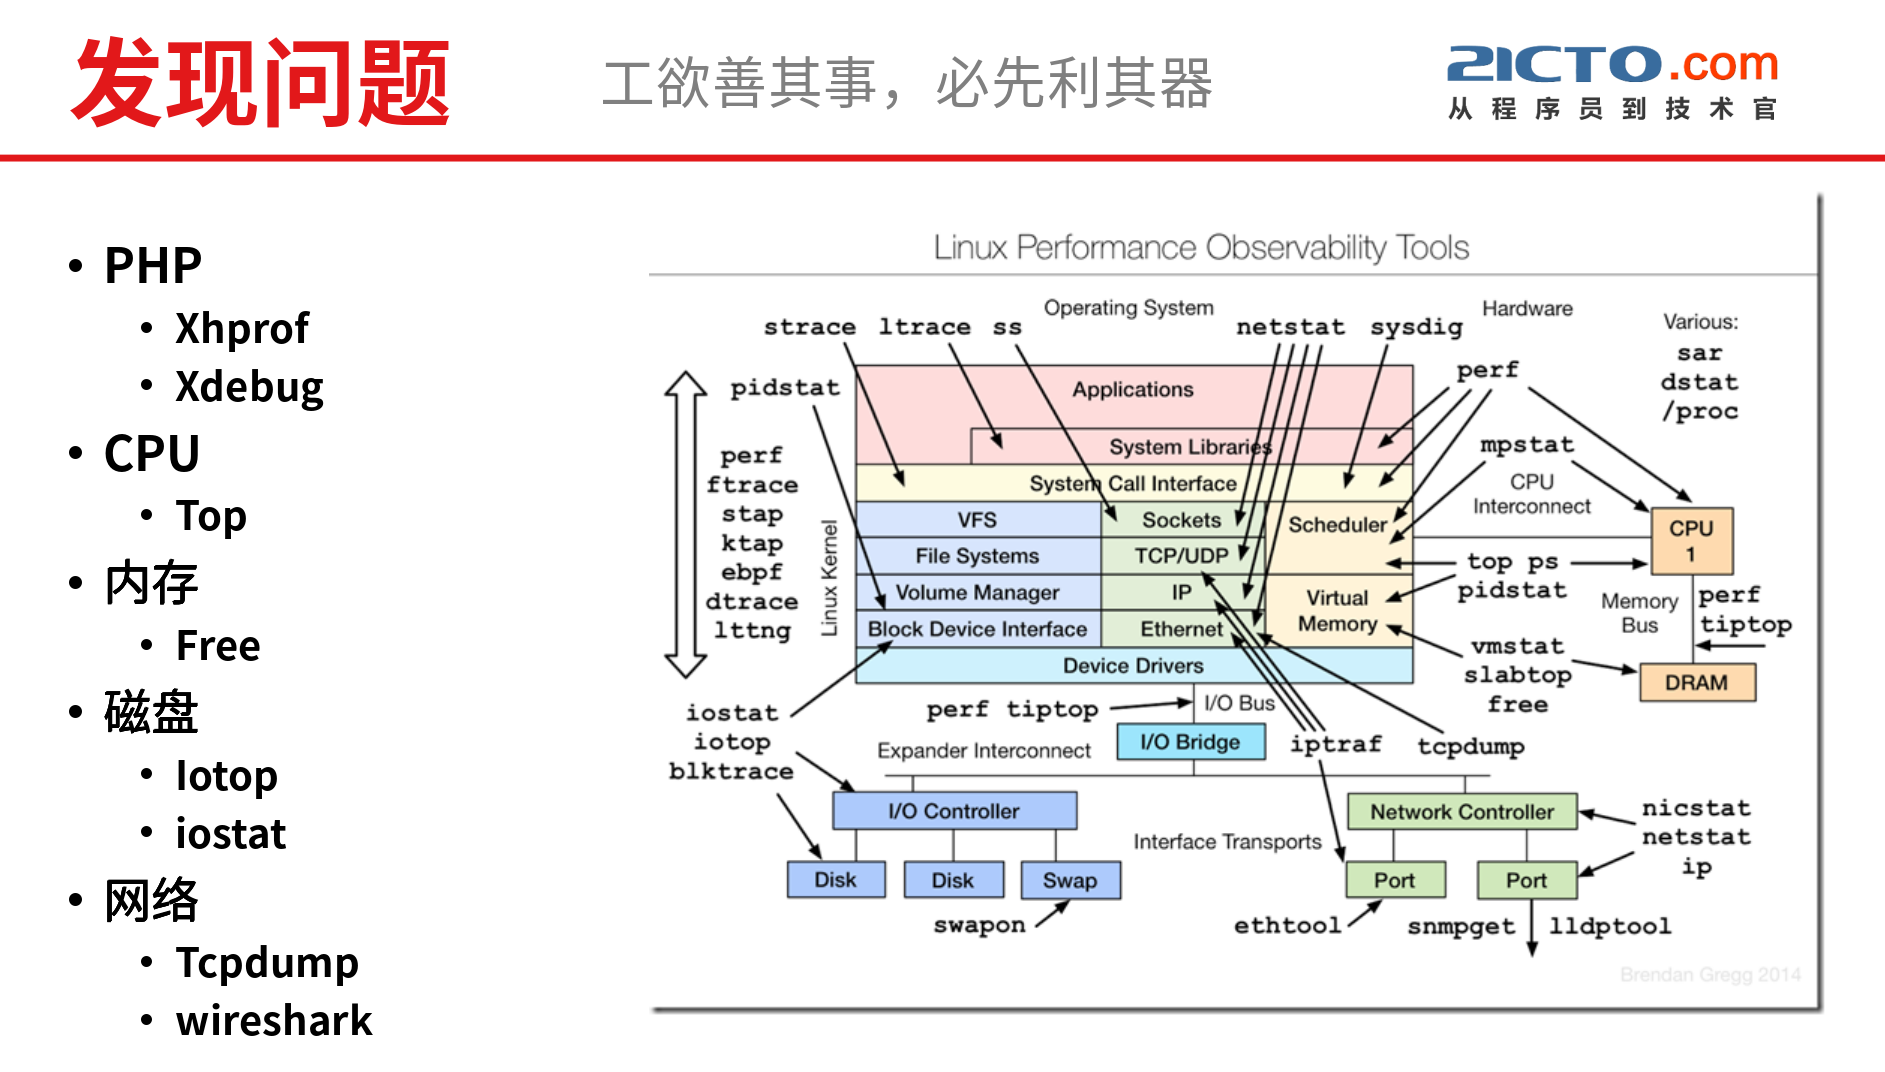 发现问题
工欲善其事，必先利其器
21CTO.com
从程序员到技术官
• PHP
• Xhprof
• Xdebug
• CPU
• Top
• 内存
• Free
• 磁盘
• Iotop
• iostat
• 网络
• Tcpdump
• wireshark
Linux Performance Observability Tools
Operating System
Hardware
strace ltrace ss
netstat sysdig
Various:
sar
dstat
/proc
pidstat
perf
perf
ftrace
stap
ktap
ebpf
dtrace
lttng
Linux Kernel
Applications
System Libraries
System Call Interface
VFS
Sockets
Scheduler
File Systems
TCP/UDP
Volume Manager
IP
Virtual
Memory
Block Device Interface
Ethernet
Device Drivers
mpstat
CPU
Interconnect
CPU
1
top ps
pidstat
Memory
Bus
perf
tiptop
vmstat
slabtop
free
DRAM
iostat
iotop
blktrace
perf tiptop
I/O Bus
I/O Bridge
Expander Interconnect
iptraf
tcpdump
I/O Controller
Network Controller
nicstat
netstat
ip
Interface Transports
Disk
Disk
Swap
Port
Port
swapon
ethtool
snmpget
lldptool
Brendan Gregg 2014